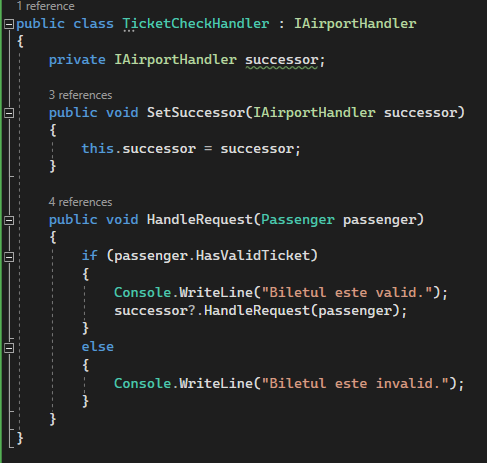 1 reference
public class TicketCheckHandler : IAirportHandler
{
private IAirportHandler successor;
3 references
public void SetSuccessor(IAirportHandler successor)
{
this.successor = successor;
}
4 references
public void HandleRequest(Passenger passenger)
{
if (passenger.HasValidTicket)
{
Console.WriteLine("Biletul este valid.");
successor?.HandleRequest(passenger);
}
else
{
Console.WriteLine("Biletul este invalid.");
}
}
}